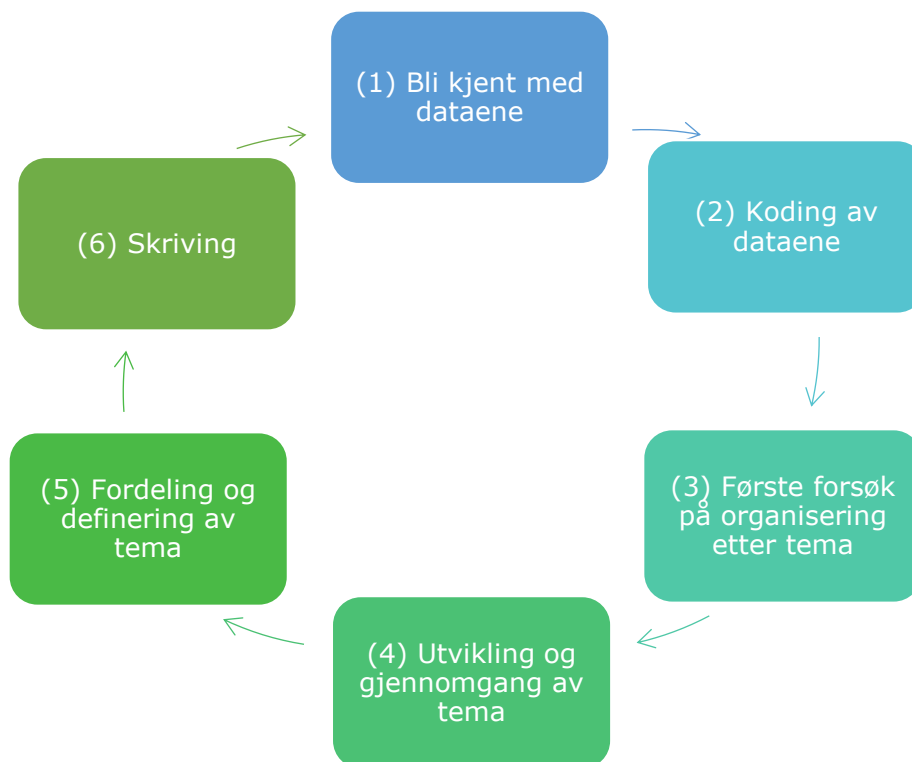 (1) Bli kjent med
dataene
(2) Koding av
dataene
(3) Første forsøk
på organisering
etter tema
(4) Utvikling og
gjennomgang av
tema
(5) Fordeling og
definering av
tema
(6) Skriving